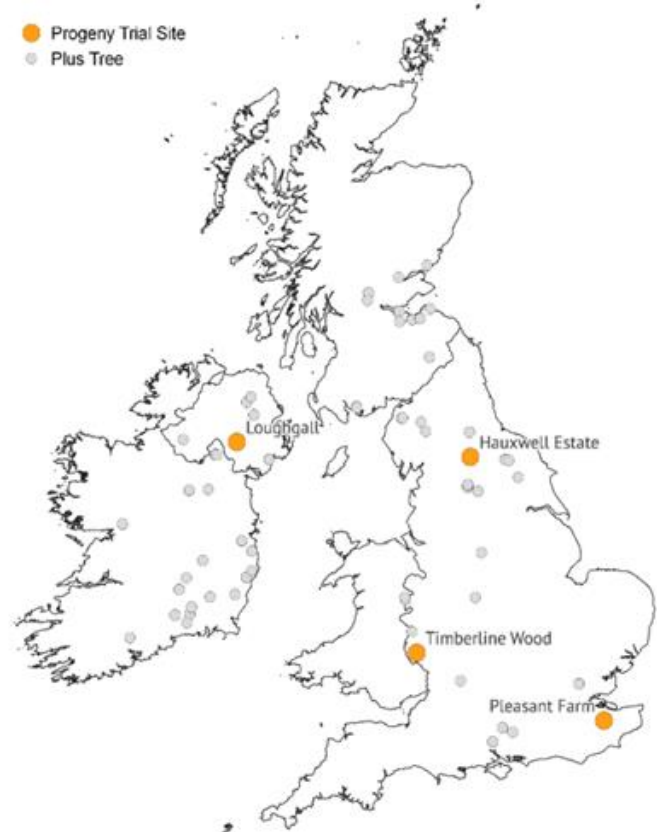 Progeny Trial Site
Plus Tree
Loughgall
Hauxwell Estate
Timberline Wood
Pleasant Farm